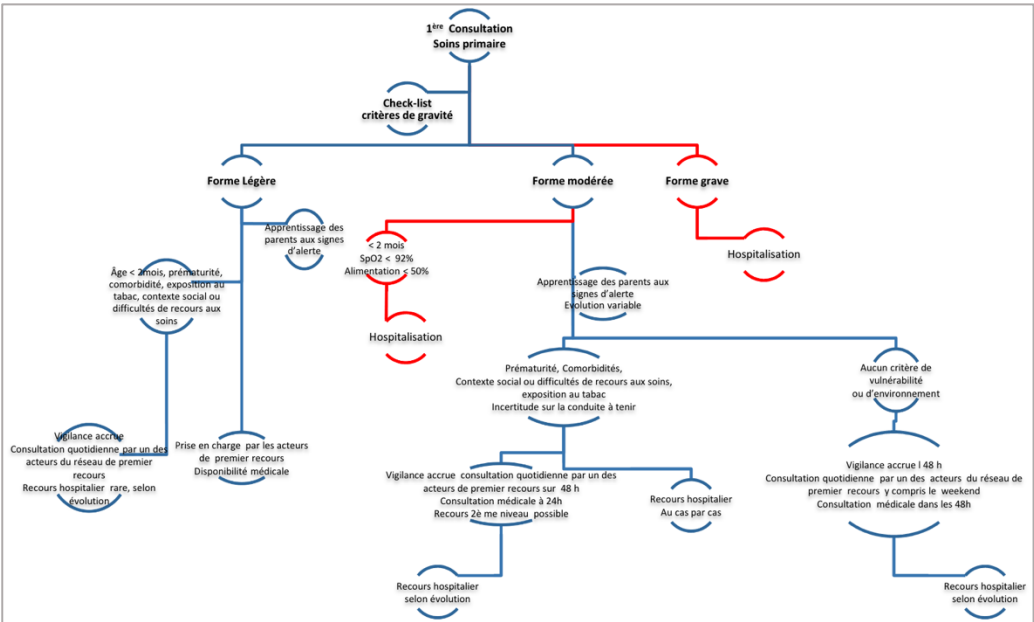 1ère Consultation
Soins primaire
Check-list
critères de gravité
Forme Légère
Forme modérée
Forme grave
Apprentissage des
parents aux signes
d'alerte
< 2 mois
SpO2 < 92%
Alimentation < 50%
Hospitalisation
Hospitalisation
Âge < 2mois, prématurité,
comorbidité, exposition au
tabac, contexte social ou
difficultés de recours aux
soins
Apprentissage des parents aux
signes d'alerte
Evolution variable
Prématurité, Comorbidités,
Contexte social ou difficultés de recours aux soins,
exposition au tabac
Incertitude sur la conduite à tenir
Aucun critère de
vulnérabilité
ou d'environnement
Vigilance accrue
Consultation quotidienne par un des
acteurs du réseau de premier
recours
Recours hospitalier rare, selon
évolution
Prise en charge par les acteurs
de premier recours
Disponibilité médicale
Vigilance accrue consultation quotidienne par un des
acteurs de premier recours sur 48 h
Consultation médicale à 24h
Recours 2è me niveau possible
Recours hospitalier
Au cas par cas
Vigilance accrue l 48 h
Consultation quotidienne par un des acteurs du réseau de
premier recours y compris le weekend
Consultation médicale dans les 48h
Recours hospitalier
selon évolution
Recours hospitalier
selon évolution